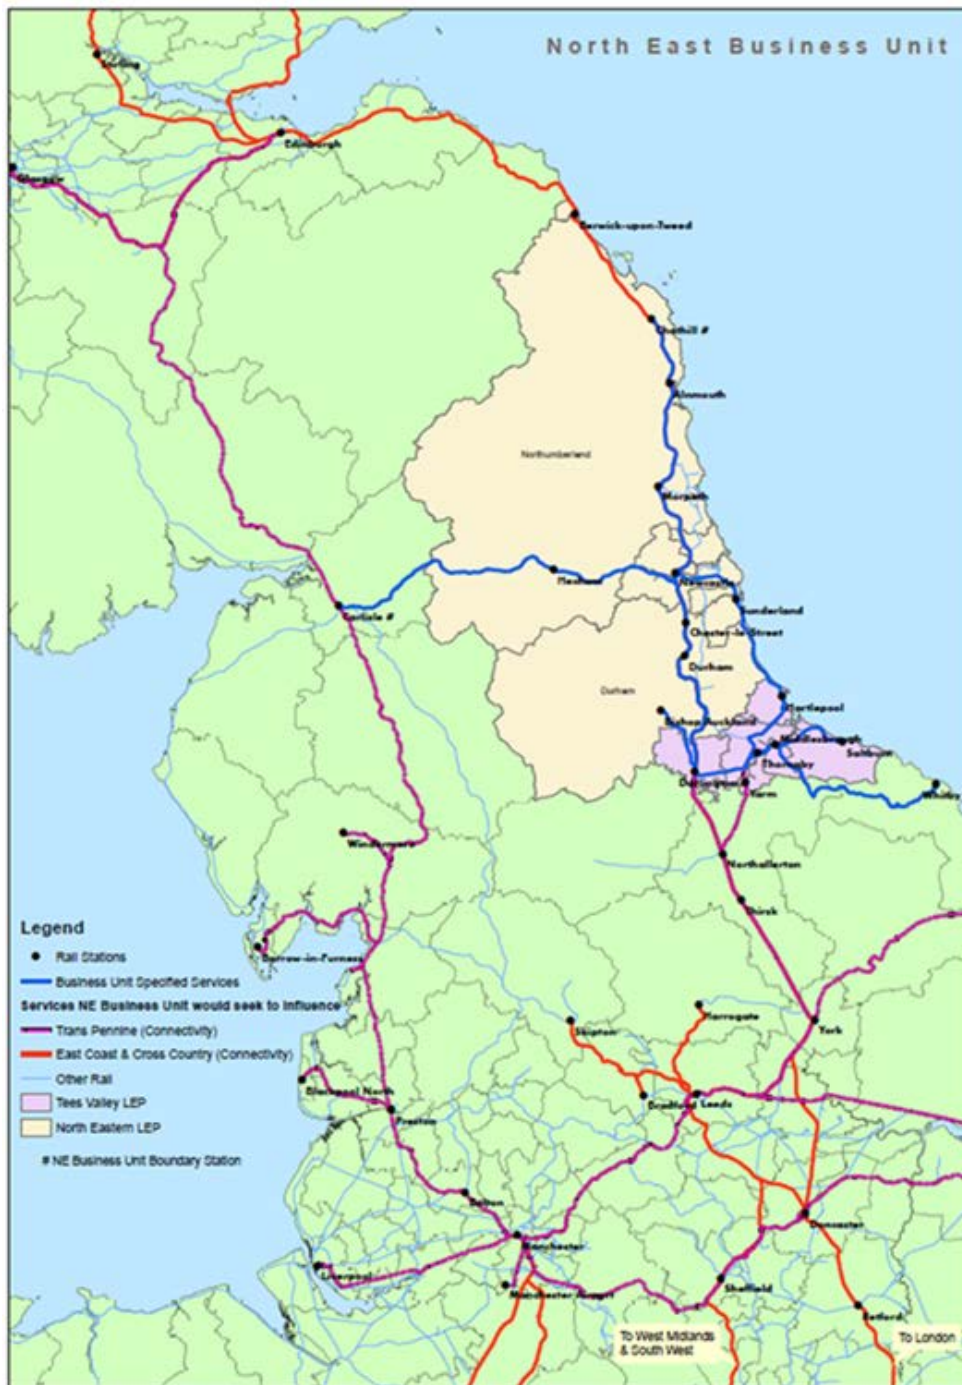 North East Business Unit
Stirling
Edinburgh
Glasgow
Berwick-upon-Tweed
Chathill #
Alnmouth
Northumberland
Morpeth
Hexham
Newcastle
Carlisle #
Sunderland
Chester-le-Street
Durham
Durham
Hartlepool
Bishop Auckland
Middlesbrough
Saltburn
Thornaby
Darlington
Yarm
Whitby
Windermere
Northallerton
Thirsk
Legend
Rail Stations
Barrow-in-Furness
Business Unit Specified Services
Services NE Business Unit would seek to Influence
Trans Pennine (Connectivity)
East Coast & Cross Country (Connectivity)
Other Rail
Tees Valley LEP
North Eastern LEP
# NE Business Unit Boundary Station
Harrogate
Skipton
York
Blackpool North
Bradford
Leeds
Preston
Bolton
Doncaster
Manchester
Liverpool
Manchester Airport
Sheffield
Retford
To West Midlands
& South West
To London